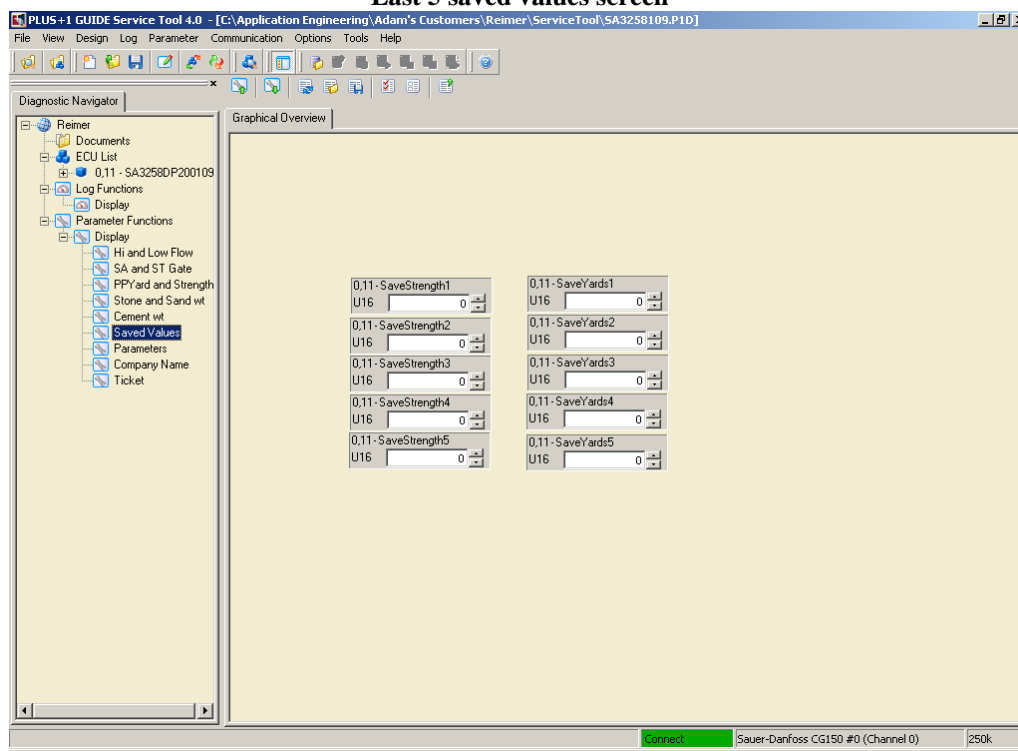 Last 5 saved values screen
PLUS+1 GUIDE Service Tool 4.0 - [C:\Application Engineering\Adam's Customers\Reimer\ServiceTool\SA3258109.P1D]
File View Design Log Parameter Communication Options Tools Help
Diagnostic Navigator
Reimer
Documents
ECU List
0,11 - SA3258DP200109
Log Functions
Display
Parameter Functions
Display
Hi and Low Flow
SA and ST Gate
PPYard and Strength
Stone and Sand wt
Cement wt
Saved Values
Parameters
Company Name
Ticket
Graphical Overview
0,11 - SaveStrength1
U16 0
0,11 - SaveStrength2
U16 0
0,11 - SaveStrength3
U16 0
0,11 - SaveStrength4
U16 0
0,11 - SaveStrength5
U16 0
0,11 - SaveYards1
U16 0
0,11 - SaveYards2
U16 0
0,11 - SaveYards3
U16 0
0,11 - SaveYards4
U16 0
0,11 - SaveYards5
U16 0
Connect Sauer-Danfoss CG150 #0 (Channel 0) 250k